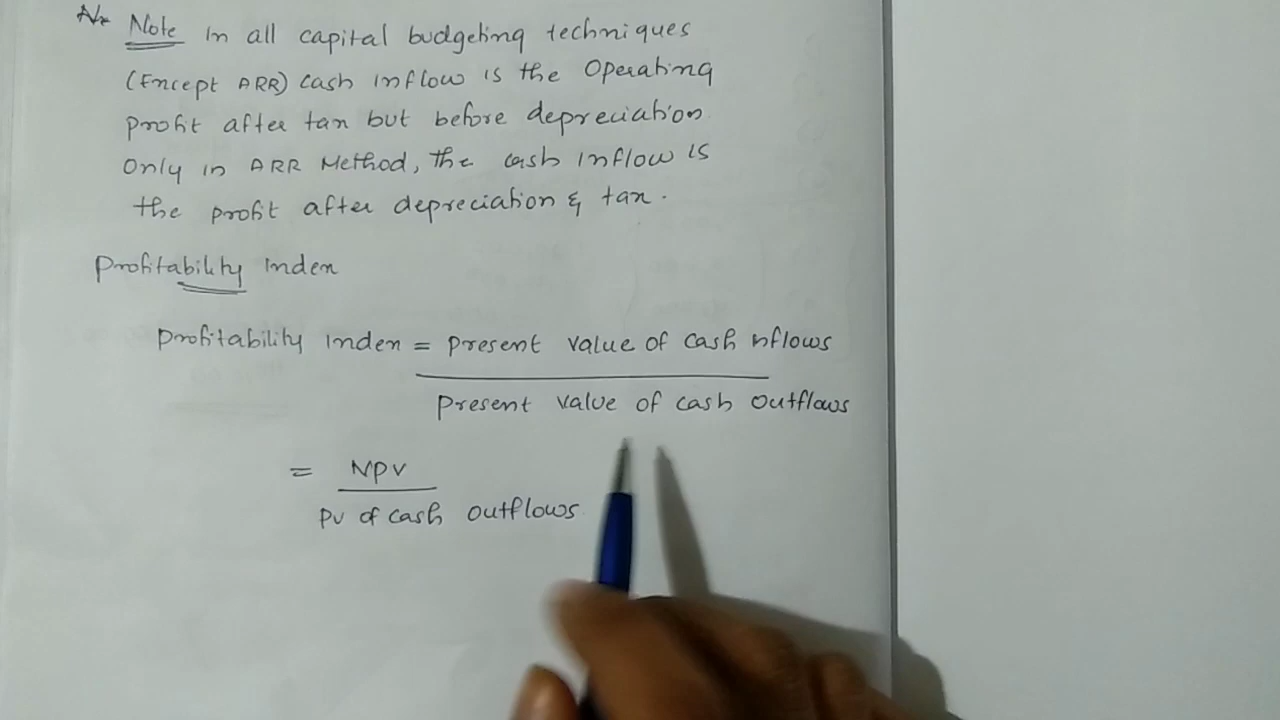 Note In all capital budgeting techniques
(Except ARR) cash inflow is the operating
profit after tax but before depreciation
Only in ARR Method, the cash inflow is
the profit after depreciation & tax.
Profitability Index
Profitability Index = Present value of cash nflows
Present value of cash outflows
= NPV
PV of cash outflows